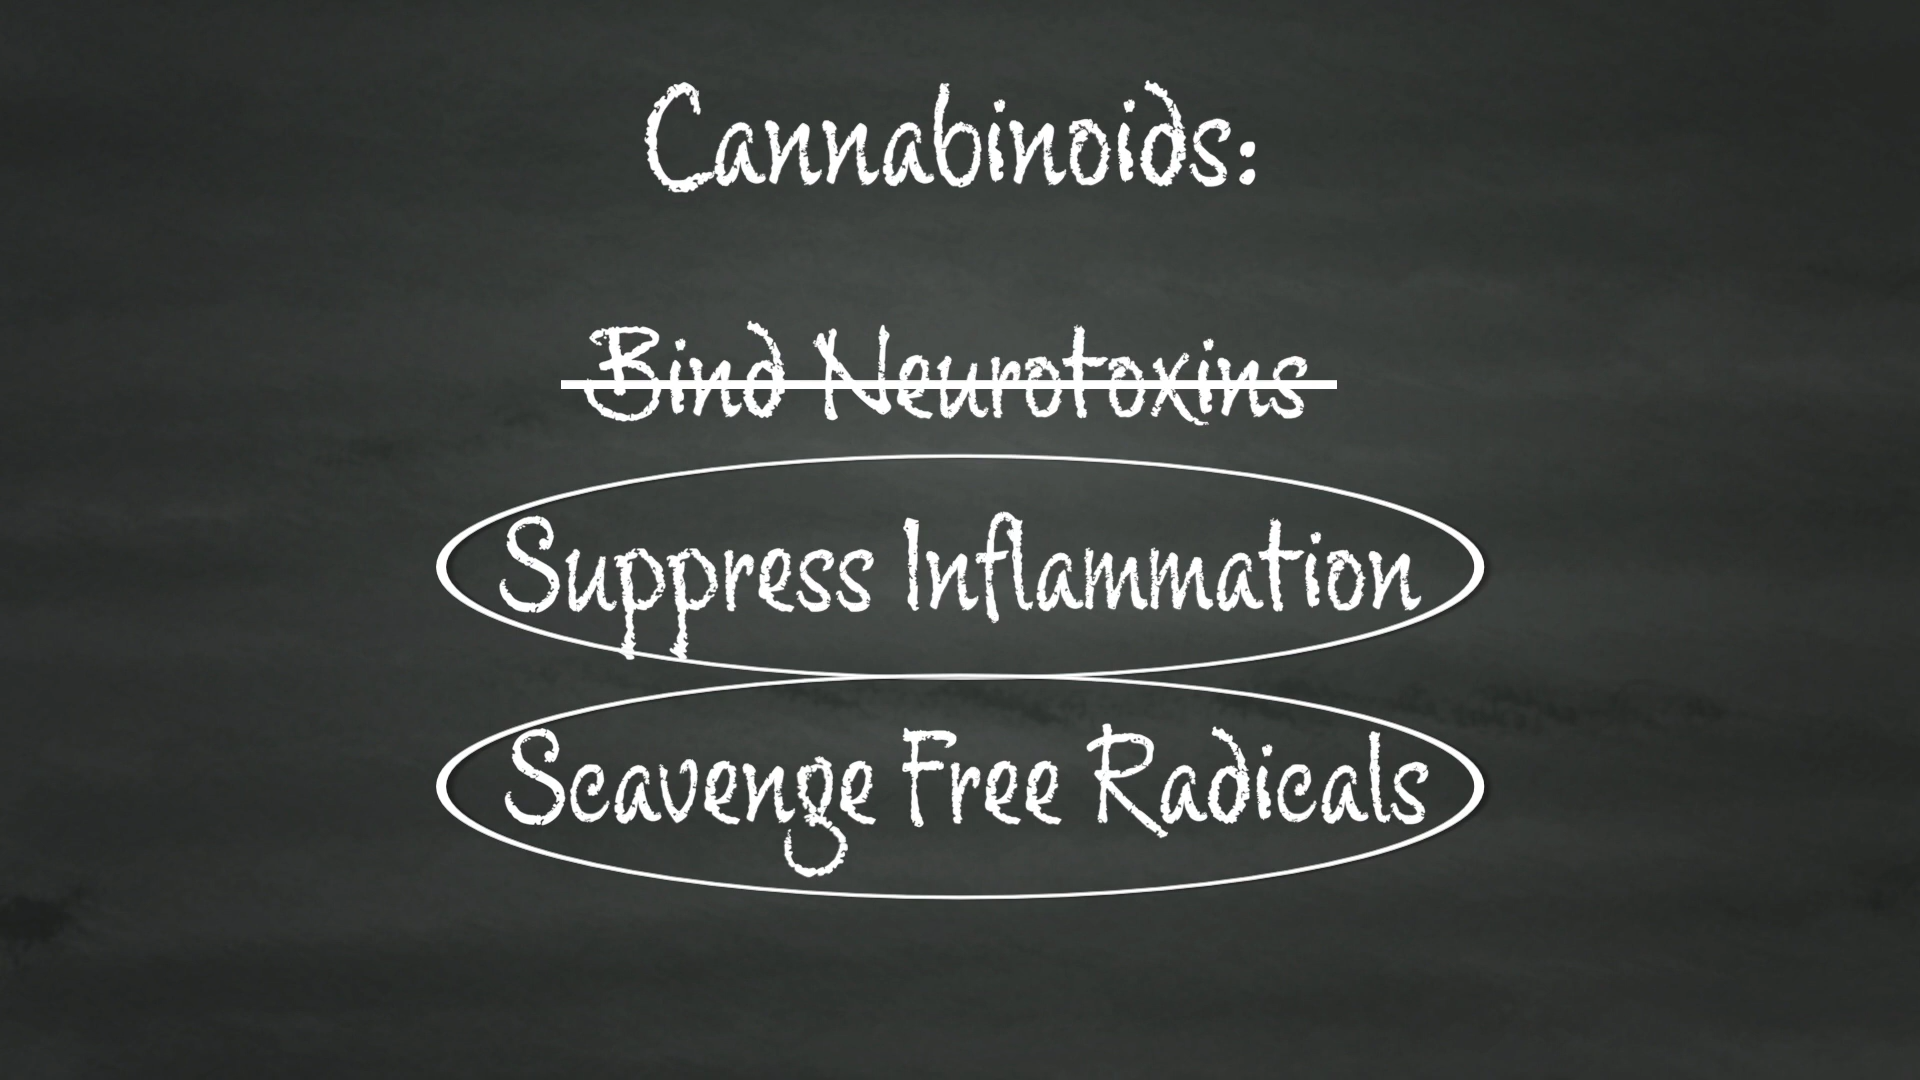 Cannabinoids:
Bind Neurotoxins
Suppress Inflammation
Scavenge Free Radicals